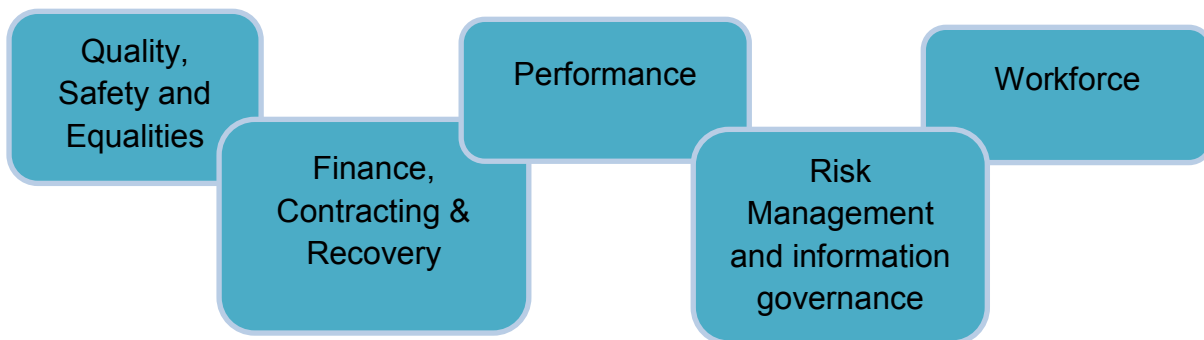 Quality,
Safety and
Equalities
Finance,
Contracting &
Recovery
Performance
Risk
Management
and information
governance
Workforce